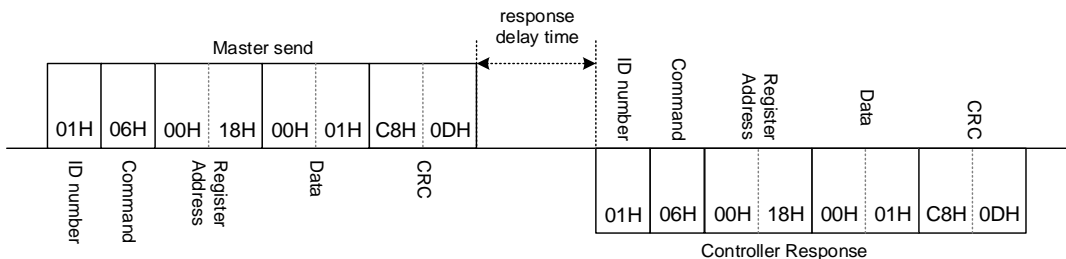 response
delay time
Master send
01H 06H 00H 18H 00H 01H C8H 0DH
ID number
Command
Register
Address
Data
CRC
ID number
Command
Register
Address
Data
CRC
01H 06H 00H 18H 00H 01H C8H 0DH
Controller Response